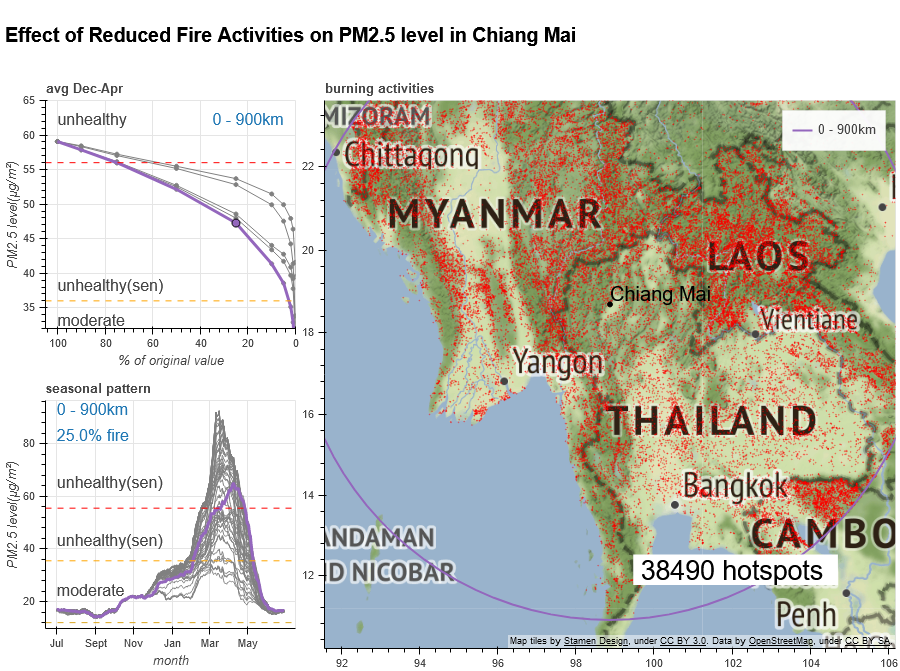 Effect of Reduced Fire Activities on PM2.5 level in Chiang Mai
avg Dec-Apr
65
60
55
50
45
40
35
PM2.5 level(µg/m²)
unhealthy
0 - 900km
unhealthy(sen)
moderate
100 80 60 40 20 0
% of original value
seasonal pattern
80
60
40
20
PM2.5 level(µg/m²)
0 - 900km
25.0% fire
unhealthy(sen)
unhealthy(sen)
moderate
Jul Sept Nov Jan Mar May
month
burning activities
22
20
18
16
14
12
0 - 900km
MIZORAM
Chittagong
MYANMAR
LAOS
Chiang Mai
Vientiane
Yangon
THAILAND
Bangkok
CAMBO
ANDAMAN
D NICOBAR
38490 hotspots
Penh
Map tiles by Stamen Design, under CC BY 3.0. Data by OpenStreetMap, under CC BY SA
92 94 96 98 100 102 104 106